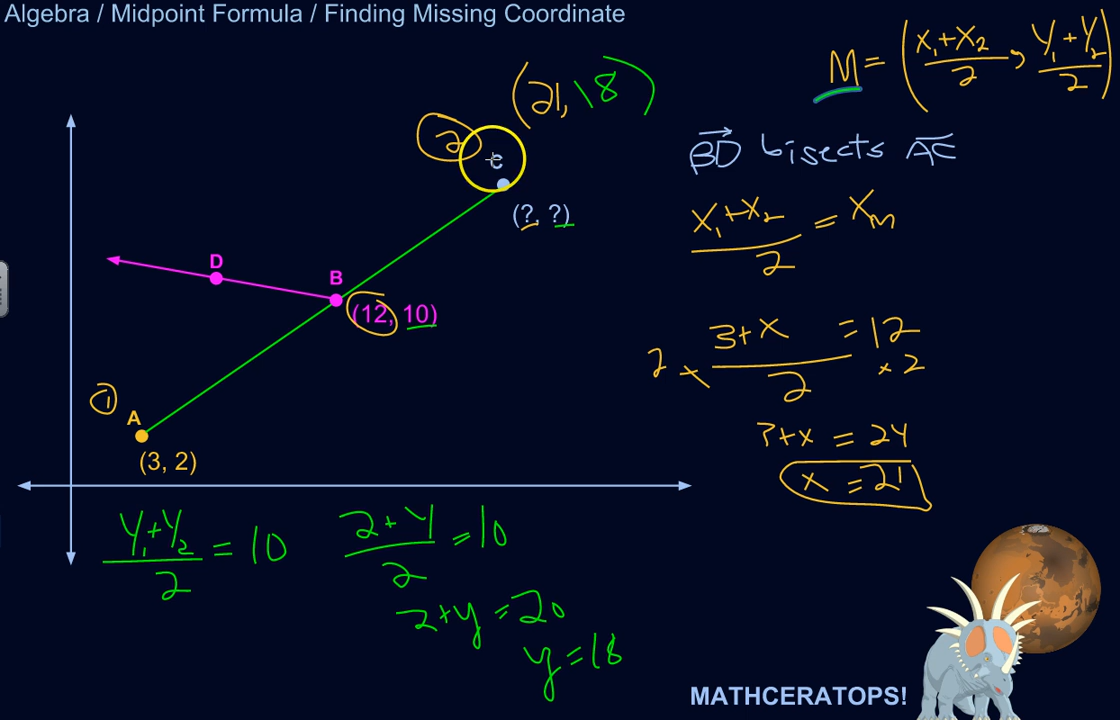 Algebra / Midpoint Formula / Finding Missing Coordinate
M = (x₁+x₂/2, y₁+y₂/2)
(21, 18)
2 C
(?, ?)
BD bisects AC
x₁+x₂/2 = xM
D
B
(12, 10)
2 × 3+x/2 = 12 × 2
1
A
(3, 2)
3+x = 24
x = 21
y₁+y₂/2 = 10
2+y/2 = 10
2+y = 20
y = 18
MATHCERATOPS!